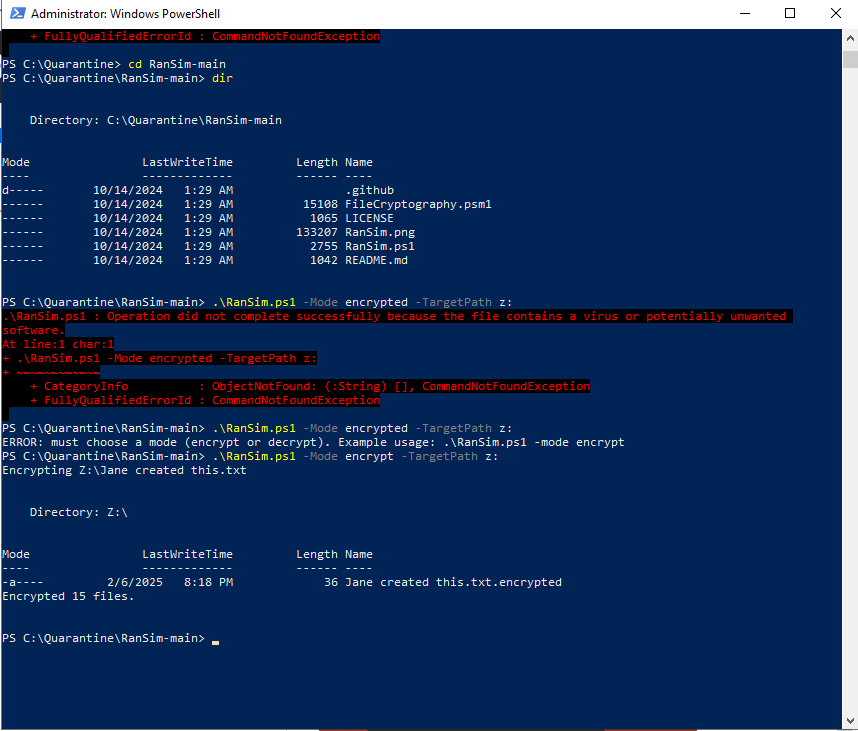 Administrator: Windows PowerShell
    + FullyQualifiedErrorId : CommandNotFoundException
PS C:\Quarantine> cd RanSim-main
PS C:\Quarantine\RanSim-main> dir
    Directory: C:\Quarantine\RanSim-main
Mode                LastWriteTime         Length Name
----                -------------         ------ ----
d-----       10/14/2024   1:29 AM                .github
------       10/14/2024   1:29 AM          15108 FileCryptography.psm1
------       10/14/2024   1:29 AM           1065 LICENSE
------       10/14/2024   1:29 AM         133207 RanSim.png
------       10/14/2024   1:29 AM           2755 RanSim.ps1
------       10/14/2024   1:29 AM           1042 README.md
PS C:\Quarantine\RanSim-main> .\RanSim.ps1 -Mode encrypted -TargetPath z:
.\RanSim.ps1 : Operation did not complete successfully because the file contains a virus or potentially unwanted
software.
At line:1 char:1
+ .\RanSim.ps1 -Mode encrypted -TargetPath z:
+ ~~~~~~~~~~~~
    + CategoryInfo          : ObjectNotFound: (:String) [], CommandNotFoundException
    + FullyQualifiedErrorId : CommandNotFoundException
PS C:\Quarantine\RanSim-main> .\RanSim.ps1 -Mode encrypted -TargetPath z:
ERROR: must choose a mode (encrypt or decrypt). Example usage: .\RanSim.ps1 -mode encrypt
PS C:\Quarantine\RanSim-main> .\RanSim.ps1 -Mode encrypt -TargetPath z:
Encrypting Z:\Jane created this.txt
    Directory: Z:\
Mode                LastWriteTime         Length Name
----                -------------         ------ ----
-a----         2/6/2025   8:18 PM             36 Jane created this.txt.encrypted
Encrypted 15 files.
PS C:\Quarantine\RanSim-main>